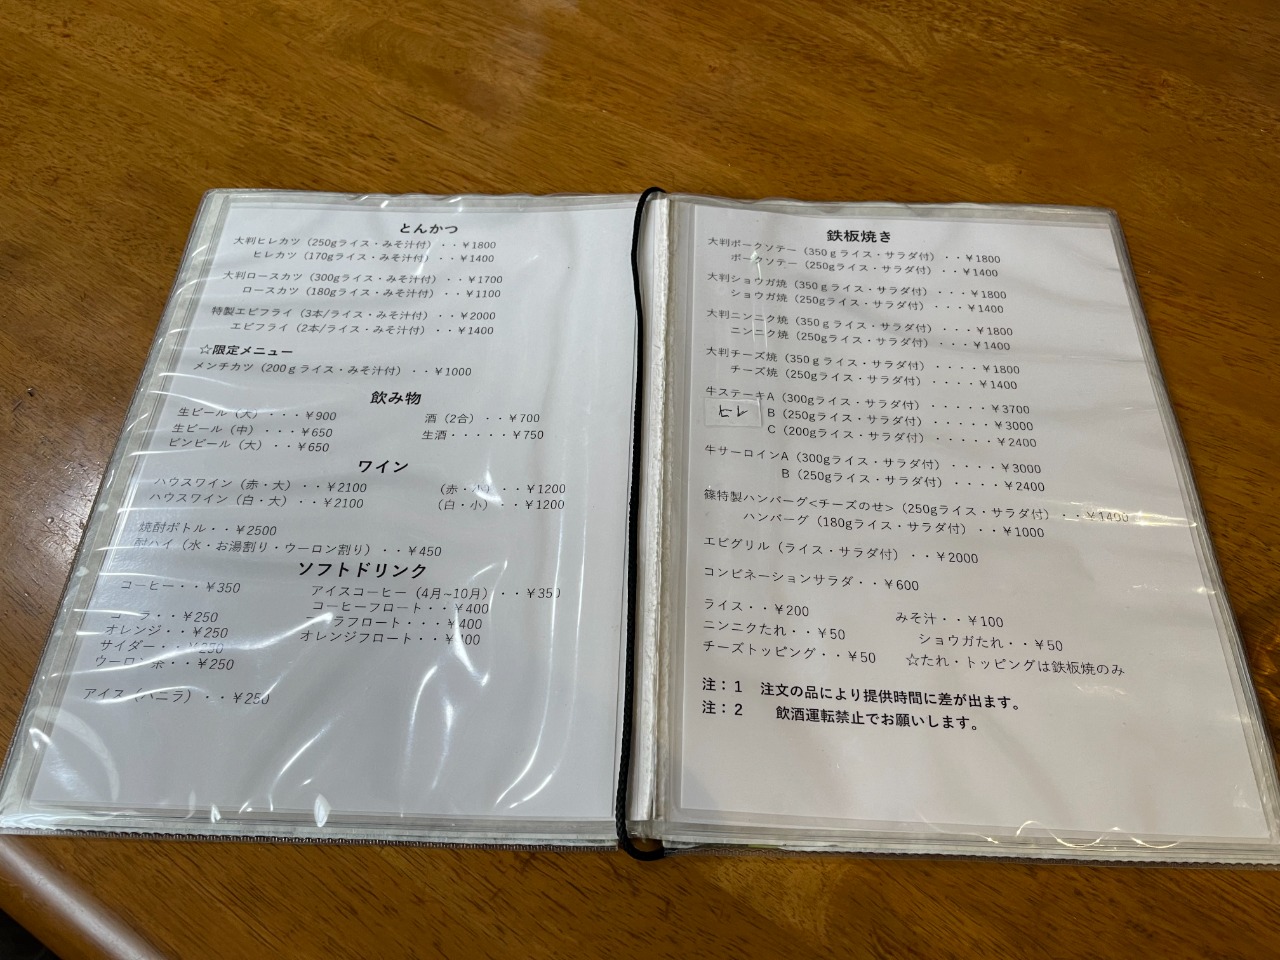 とんかつ
大判ヒレカツ（250gライス・みそ汁付）・・￥1800
ヒレカツ（170gライス・みそ汁付）・・￥1400
大判ロースカツ（300gライス・みそ汁付）・・￥1700
ロースカツ（180gライス・みそ汁付）・・￥1100
特製エビフライ（3本/ライス・みそ汁付）・・￥2000
エビフライ（2本/ライス・みそ汁付）・・￥1400
☆限定メニュー
メンチカツ（200ｇライス・みそ汁付）・・￥1000
飲み物
生ビール（大）・・・￥900 酒（2合）・・￥700
生ビール（中）・・・￥650 生酒・・・・・￥750
ビンビール（大）・・￥650
ワイン
ハウスワイン（赤・大）・・￥2100 （赤・小）・・￥1200
ハウスワイン（白・大）・・￥2100 （白・小）・・￥1200
焼酎ボトル・・￥2500
酎ハイ（水・お湯割り・ウーロン割り）・・￥450
ソフトドリンク
コーヒー・・￥350 アイスコーヒー（4月~10月）・・￥350
コーヒーフロート・・￥400
コーラ・・￥250 コーラフロート・・・￥400
オレンジ・・￥250 オレンジフロート・・￥400
サイダー・・￥250
ウーロン茶・・￥250
アイス（バニラ）・・￥250
鉄板焼き
大判ポークソテー（350ｇライス・サラダ付）・・￥1800
ポークソテー（250gライス・サラダ付）・・・￥1400
大判ショウガ焼（350ｇライス・サラダ付）・・・・￥1800
ショウガ焼（250gライス・サラダ付）・・・・￥1400
大判ニンニク焼（350ｇライス・サラダ付）・・・￥1800
ニンニク焼（250gライス・サラダ付）・・・・￥1400
大判チーズ焼（350ｇライス・サラダ付）・・・・￥1800
チーズ焼（250gライス・サラダ付）・・・・￥1400
牛ステーキA（300gライス・サラダ付）・・・・・￥3700
ヒレ B（250gライス・サラダ付）・・・・・￥3000
C（200gライス・サラダ付）・・・・・￥2400
牛サーロインA（300gライス・サラダ付）・・・・￥3000
B（250gライス・サラダ付）・・・・￥2400
篠特製ハンバーグ<チーズのせ>（250gライス・サラダ付）・・￥1400
ハンバーグ（180gライス・サラダ付）・・￥1000
エビグリル（ライス・サラダ付）・・￥2000
コンビネーションサラダ・・￥600
ライス・・￥200 みそ汁・・￥100
ニンニクたれ・・￥50 ショウガたれ・・￥50
チーズトッピング・・￥50 ☆たれ・トッピングは鉄板焼のみ
注：1 注文の品により提供時間に差が出ます。
注：2 飲酒運転禁止でお願いします。